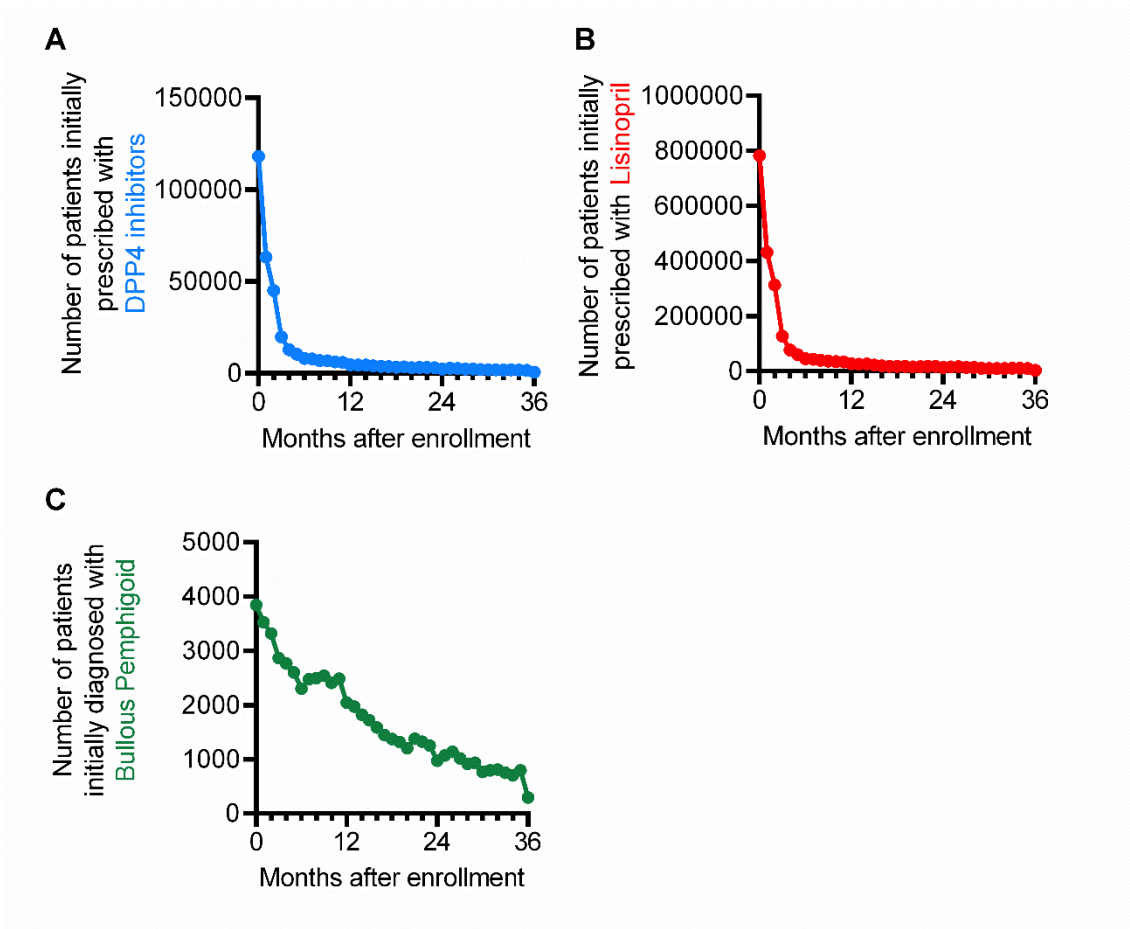 A
Number of patients initially
prescribed with
DPP4 inhibitors
150000
100000
50000
0
0
12
24
36
Months after enrollment
B
Number of patients initially
prescribed with Lisinopril
1000000
800000
600000
400000
200000
0
0
12
24
36
Months after enrollment
C
Number of patients
initially diagnosed with
Bullous Pemphigoid
5000
4000
3000
2000
1000
0
0
12
24
36
Months after enrollment